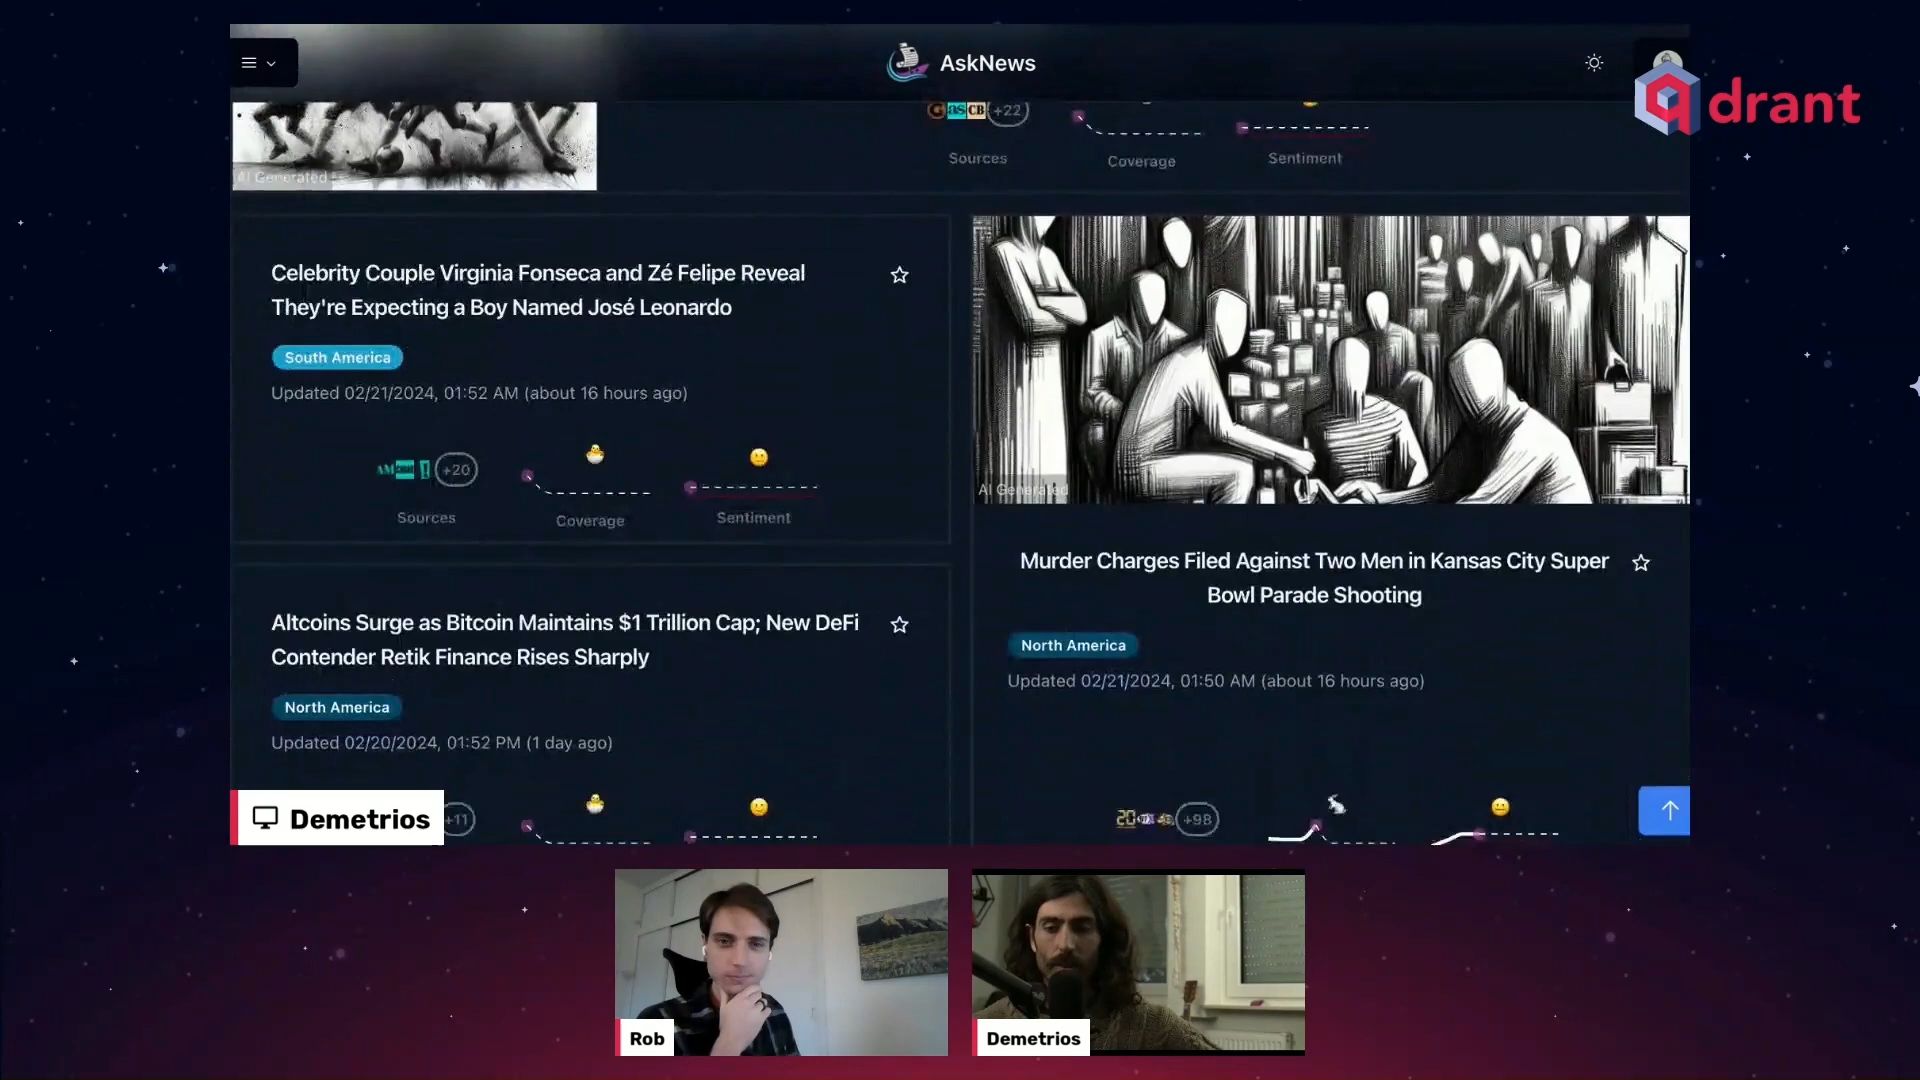 AskNews
qdrant
+22
Sources
Coverage
Sentiment
AI Generated
Celebrity Couple Virginia Fonseca and Zé Felipe Reveal
They're Expecting a Boy Named José Leonardo
South America
Updated 02/21/2024, 01:52 AM (about 16 hours ago)
+20
Sources
Coverage
Sentiment
AI Generated
Murder Charges Filed Against Two Men in Kansas City Super
Bowl Parade Shooting
North America
Updated 02/21/2024, 01:50 AM (about 16 hours ago)
+98
Altcoins Surge as Bitcoin Maintains $1 Trillion Cap; New DeFi
Contender Retik Finance Rises Sharply
North America
Updated 02/20/2024, 01:52 PM (1 day ago)
+11
Demetrios
Rob
Demetrios